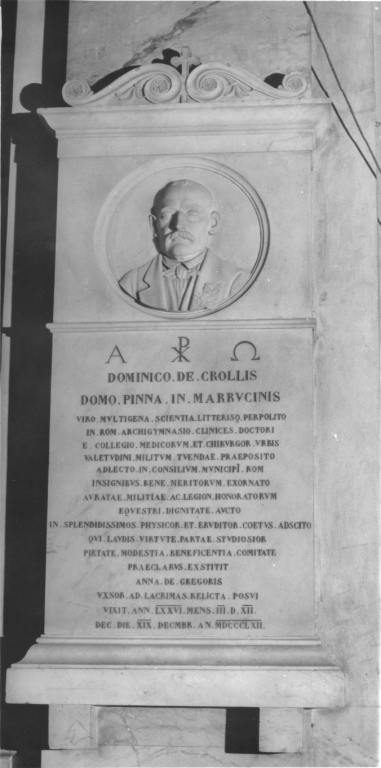 Α ☧ Ω
DOMINICO . DE . CROLLIS
DOMO . PINNA . IN . MARRVCINIS
VIRO . MVLTIGENA . SCIENTIA . LITTERISQ . PERPOLITO
IN . ROM . ARCHIGYMNASIO . CLINICES . DOCTORI
E . COLLEGIO . MEDICORVM . ET . CHIRVRGOR . VRBIS
VALETVDINI . MILITVM . TVENDAE . PRAEPOSITO
ADLECTO . IN . CONSILIVM . MVNICIPI . ROM
INSIGNIBVS . BENE . MERITORVM . EXORNATO
AVRATAE . MILITIAE . AC . LEGION . HONORATORVM
EQVESTRI . DIGNITATE . AVCTO
IN . SPLENDIDISSIMOS . PHYSICOR . ET . ERVDITOR . COETVS . ADSCITO
QVI . LAVDIS . VIRTVTE . PARTAE . STVDIOSIOR
PIETATE . MODESTIA . BENEFICENTIA . COMITATE
PRAECLARVS . EXSTITIT
ANNA . DE . GREGORIS
VXSOR . AD . LACRIMAS . RELICTA . POSVI
VIXIT . ANN . LXXVI . MENS . III . D . XII .
DEC . DIE . XIX . DECMBR . AN . MDCCCLXII .